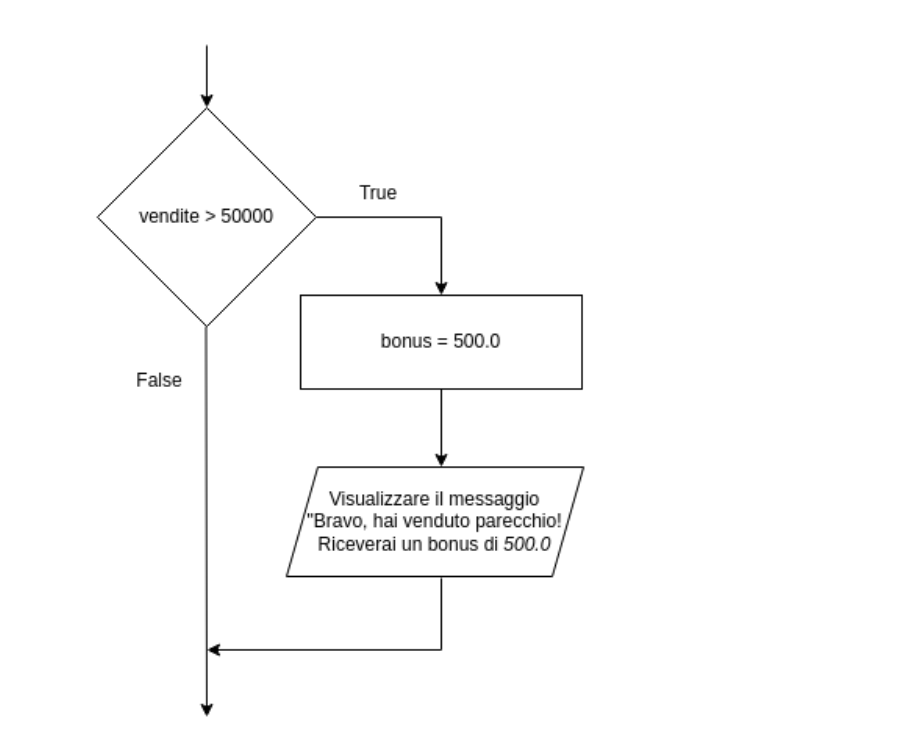 True
vendite > 50000
bonus = 500.0
False
Visualizzare il messaggio
"Bravo, hai venduto parecchio!
Riceverai un bonus di 500.0